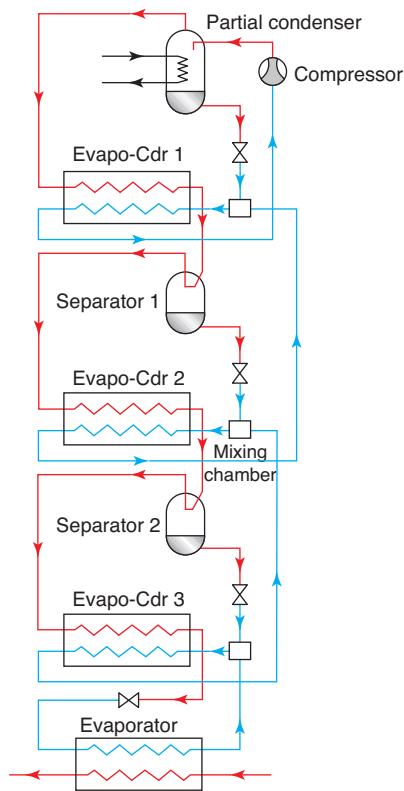 Partial condenser
Compressor
Evapo-Cdr 1
Separator 1
Evapo-Cdr 2
Mixing
chamber
Separator 2
Evapo-Cdr 3
Evaporator